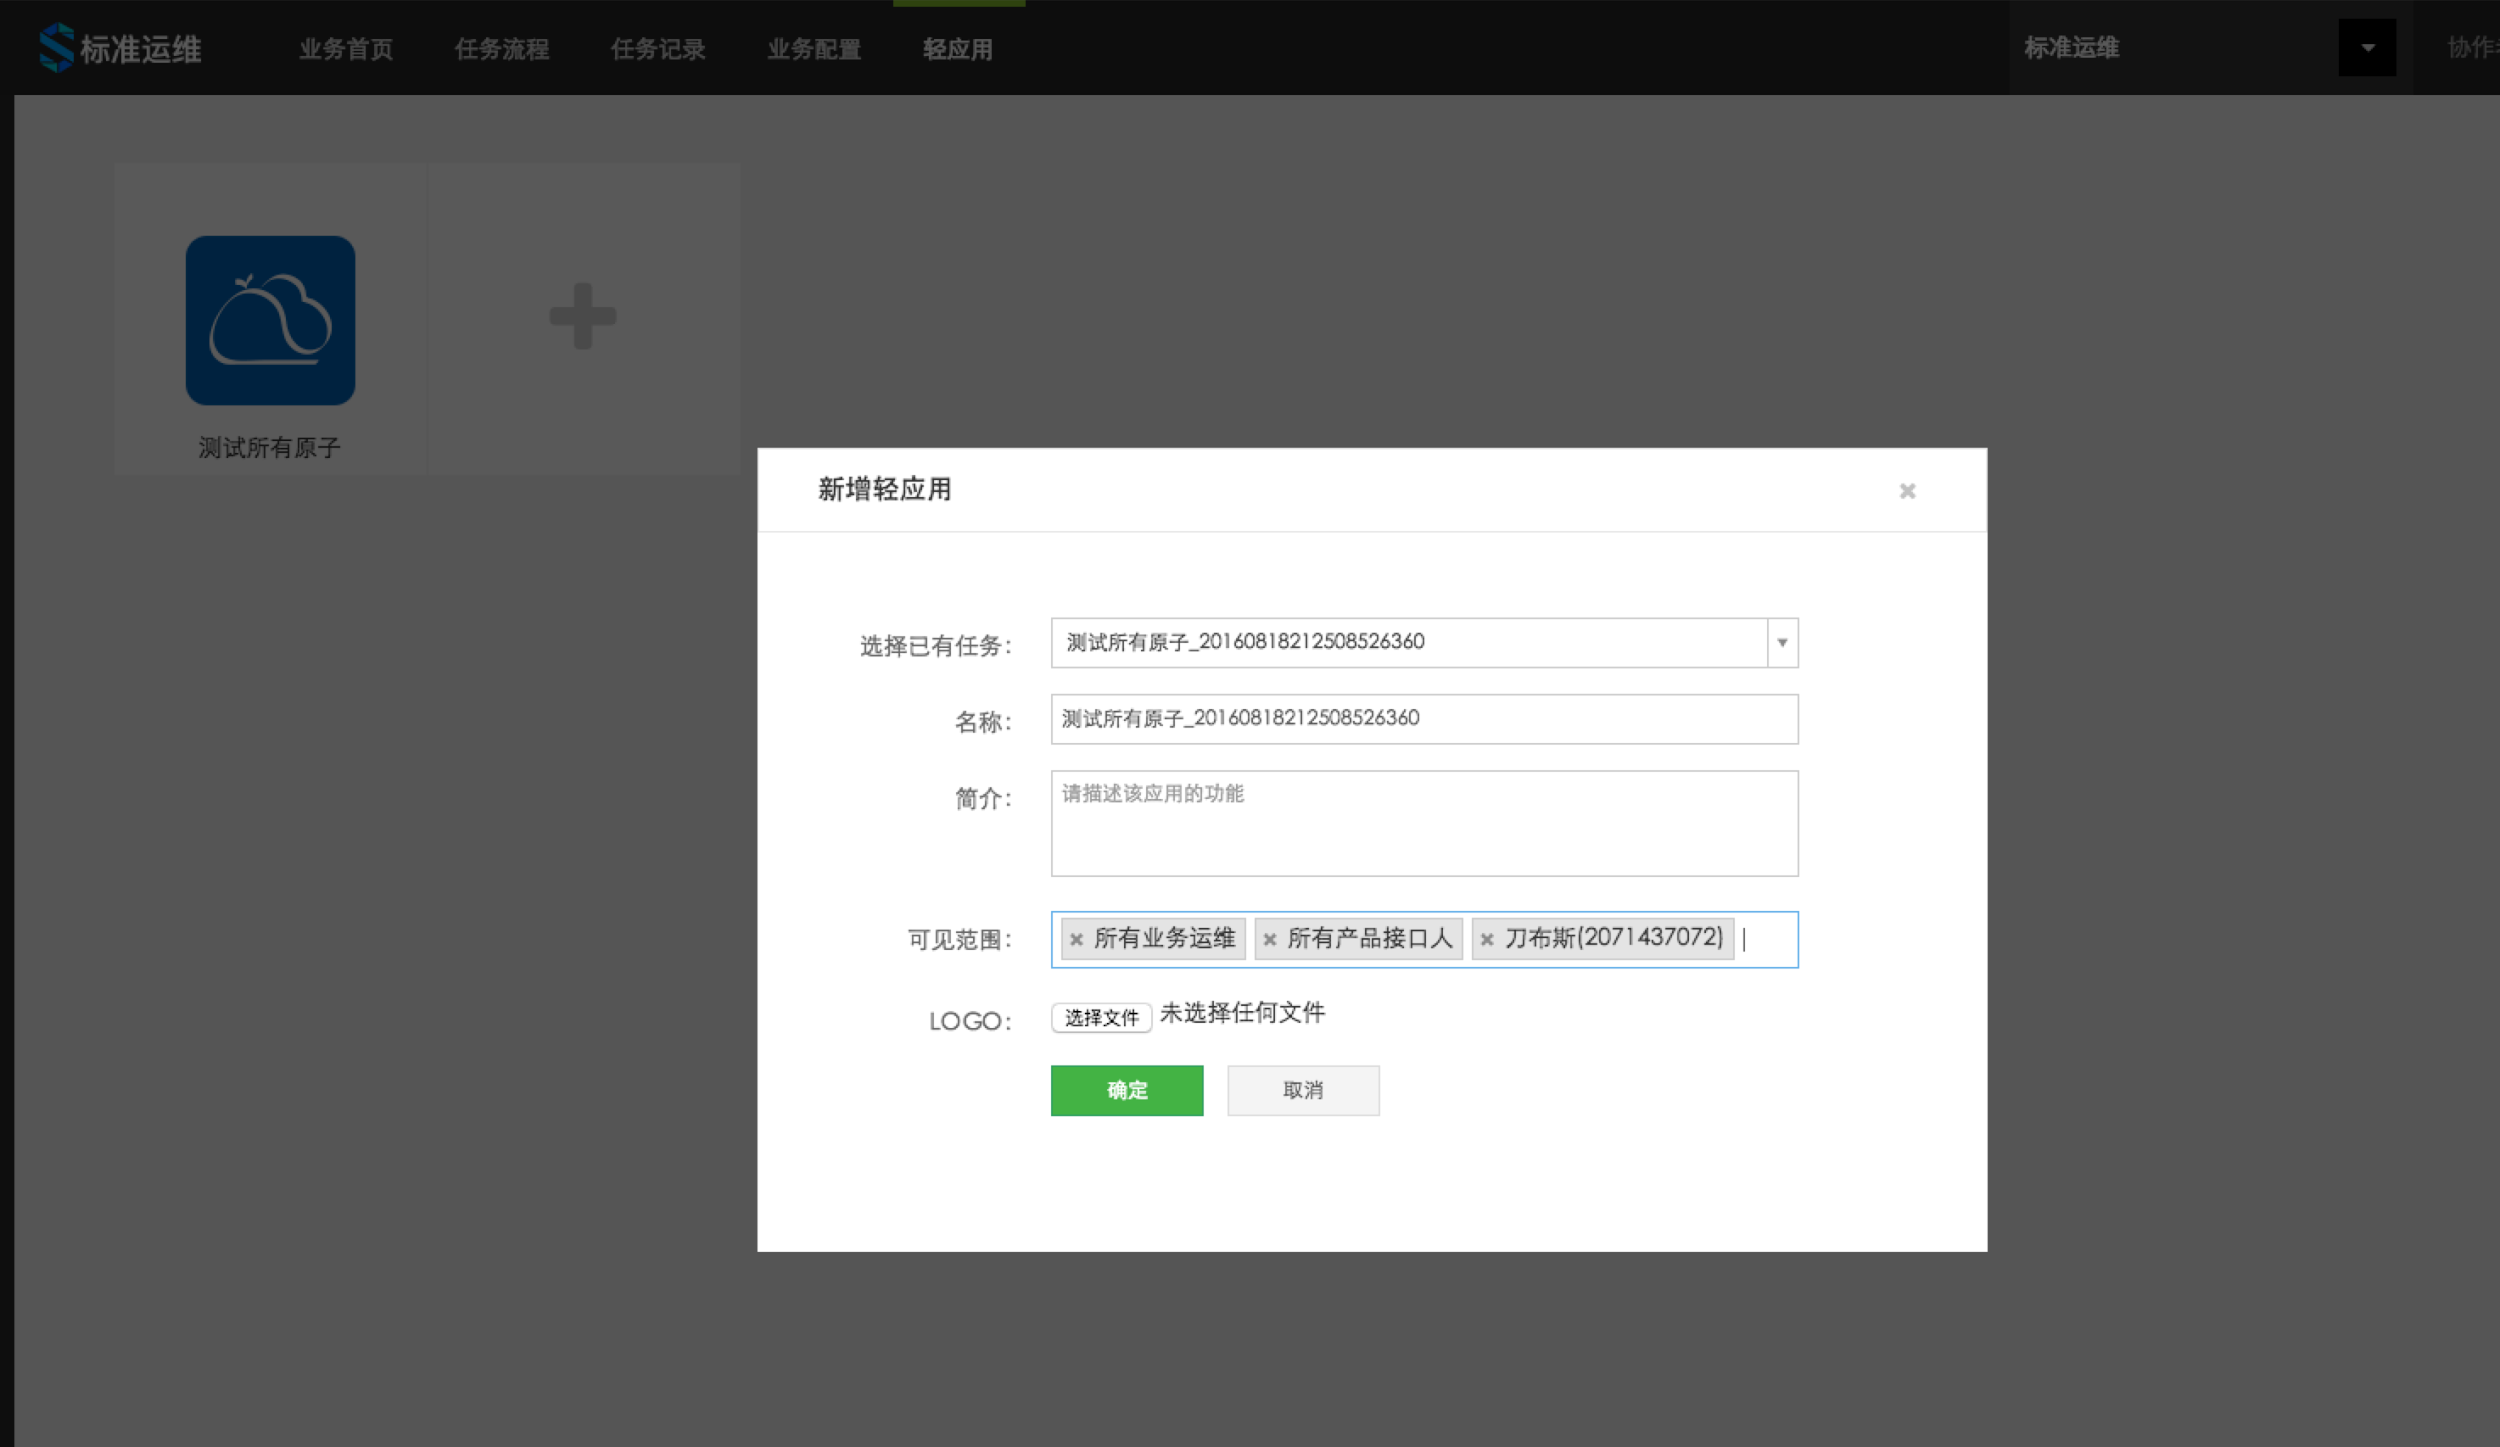 标准运维 业务首页 任务流程 任务记录 业务配置 轻应用 标准运维 协作
测试所有原子
新增轻应用
选择已有任务： 测试所有原子_20160818212508526360
名称： 测试所有原子_20160818212508526360
简介： 请描述该应用的功能
可见范围： 所有业务运维 所有产品接口人 刀布斯(2071437072)
LOGO： 选择文件 未选择任何文件
确定 取消